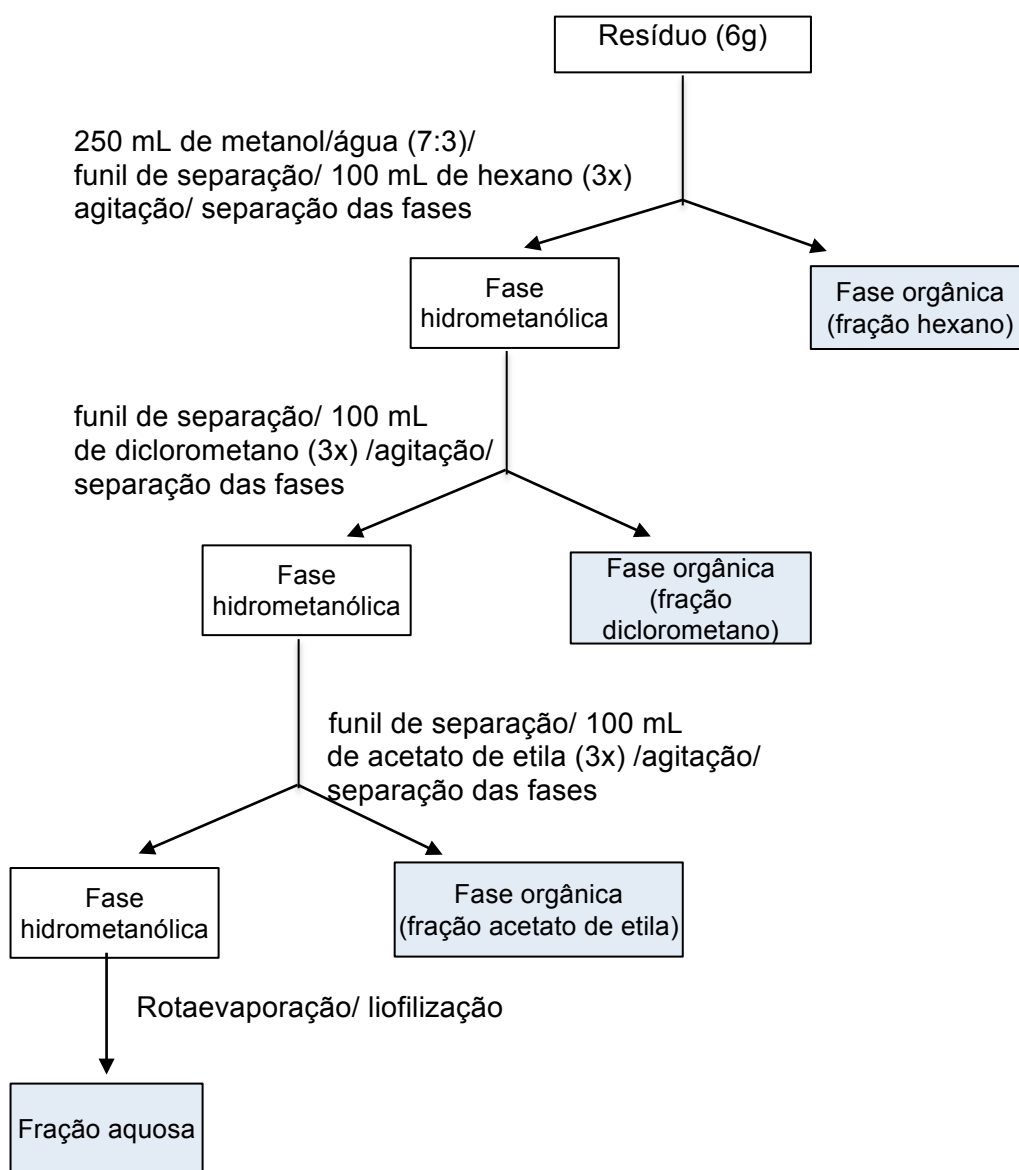 Resíduo (6g)
250 mL de metanol/água (7:3)/
funil de separação/ 100 mL de hexano (3x)
agitação/ separação das fases
Fase
hidrometanólica
Fase orgânica
(fração hexano)
funil de separação/ 100 mL
de diclorometano (3x) /agitação/
separação das fases
Fase
hidrometanólica
Fase orgânica
(fração
diclorometano)
funil de separação/ 100 mL
de acetato de etila (3x) /agitação/
separação das fases
Fase
hidrometanólica
Fase orgânica
(fração acetato de etila)
Rotaevaporação/ liofilização
Fração aquosa